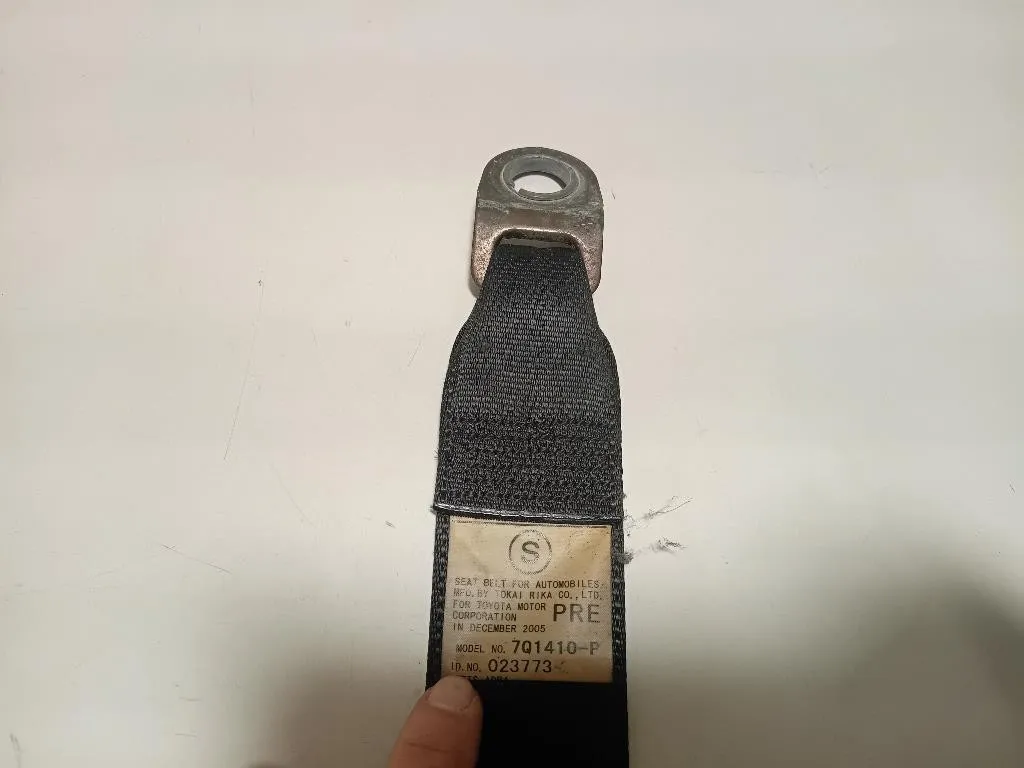 S
SEAT BELT FOR AUTOMOBILES
MFD. BY TOKAI RIKA CO., LTD.
FOR TOYOTA MOTOR
CORPORATION PRE
IN DECEMBER 2005
MODEL NO. 7Q1410-P
ID. NO. 023773